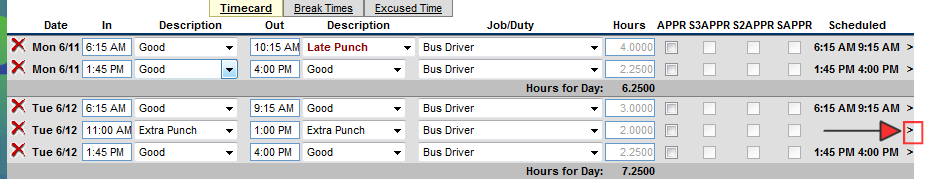 Timecard Break Times Excused Time
Date In Description Out Description Job/Duty Hours APPR S3APPR S2APPR SAPPR Scheduled
Mon 6/11 6:15 AM Good 10:15 AM Late Punch Bus Driver 4.0000 6:15 AM 9:15 AM >
Mon 6/11 1:45 PM Good 4:00 PM Good Bus Driver 2.2500 1:45 PM 4:00 PM >
Hours for Day: 6.2500
Tue 6/12 6:15 AM Good 9:15 AM Good Bus Driver 3.0000 6:15 AM 9:15 AM >
Tue 6/12 11:00 AM Extra Punch 1:00 PM Extra Punch Bus Driver 2.0000 >
Tue 6/12 1:45 PM Good 4:00 PM Good Bus Driver 2.2500 1:45 PM 4:00 PM >
Hours for Day: 7.2500